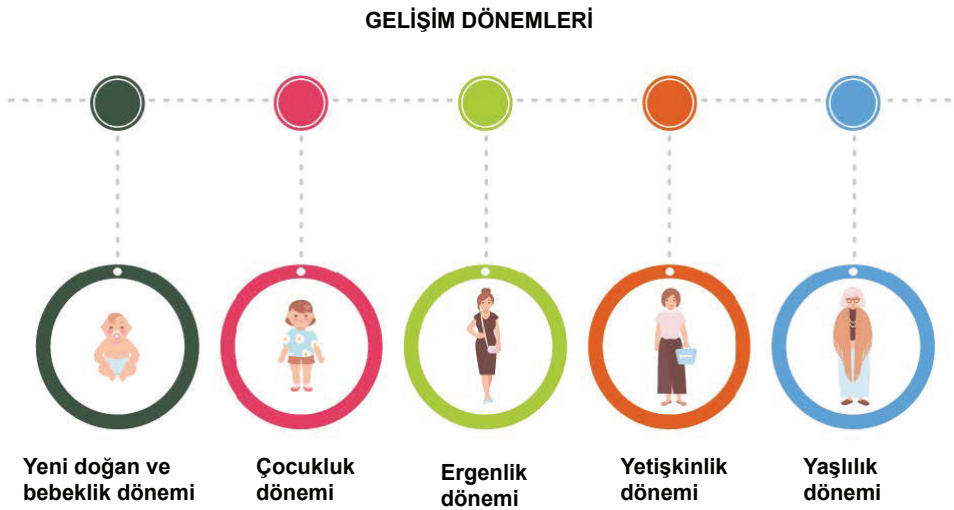 GELİŞİM DÖNEMLERİ
Yeni doğan ve
bebeklik dönemi
Çocukluk
dönemi
Ergenlik
dönemi
Yetişkinlik
dönemi
Yaşlılık
dönemi